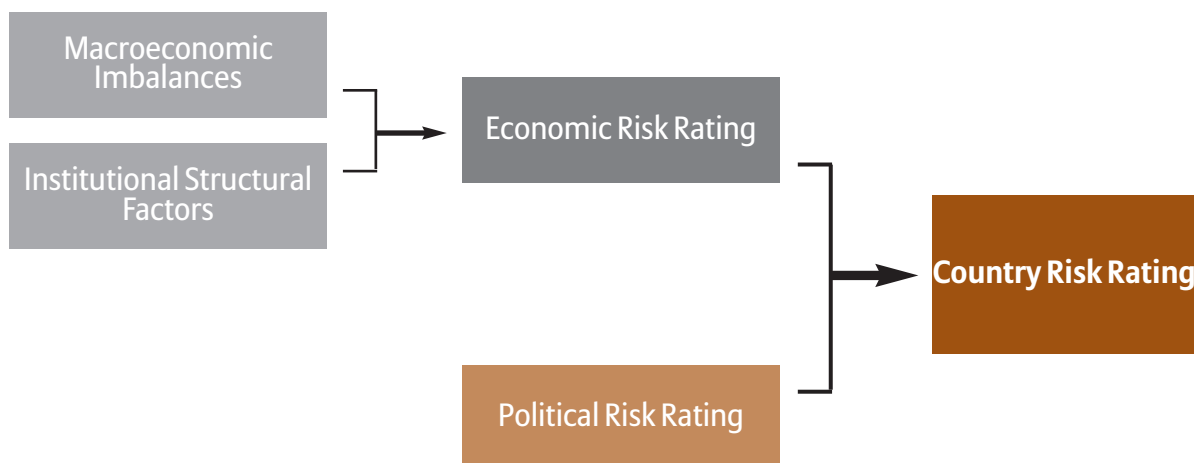 Macroeconomic
Imbalances
Institutional Structural
Factors
Economic Risk Rating
Political Risk Rating
Country Risk Rating